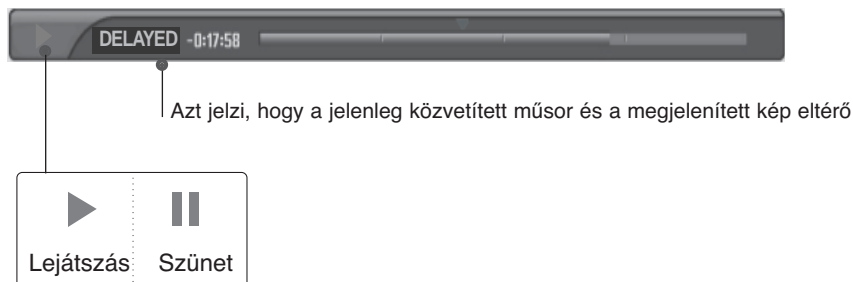 DELAYED -0:17:58
Azt jelzi, hogy a jelenleg közvetített műsor és a megjelenített kép eltérő
Lejátszás Szünet